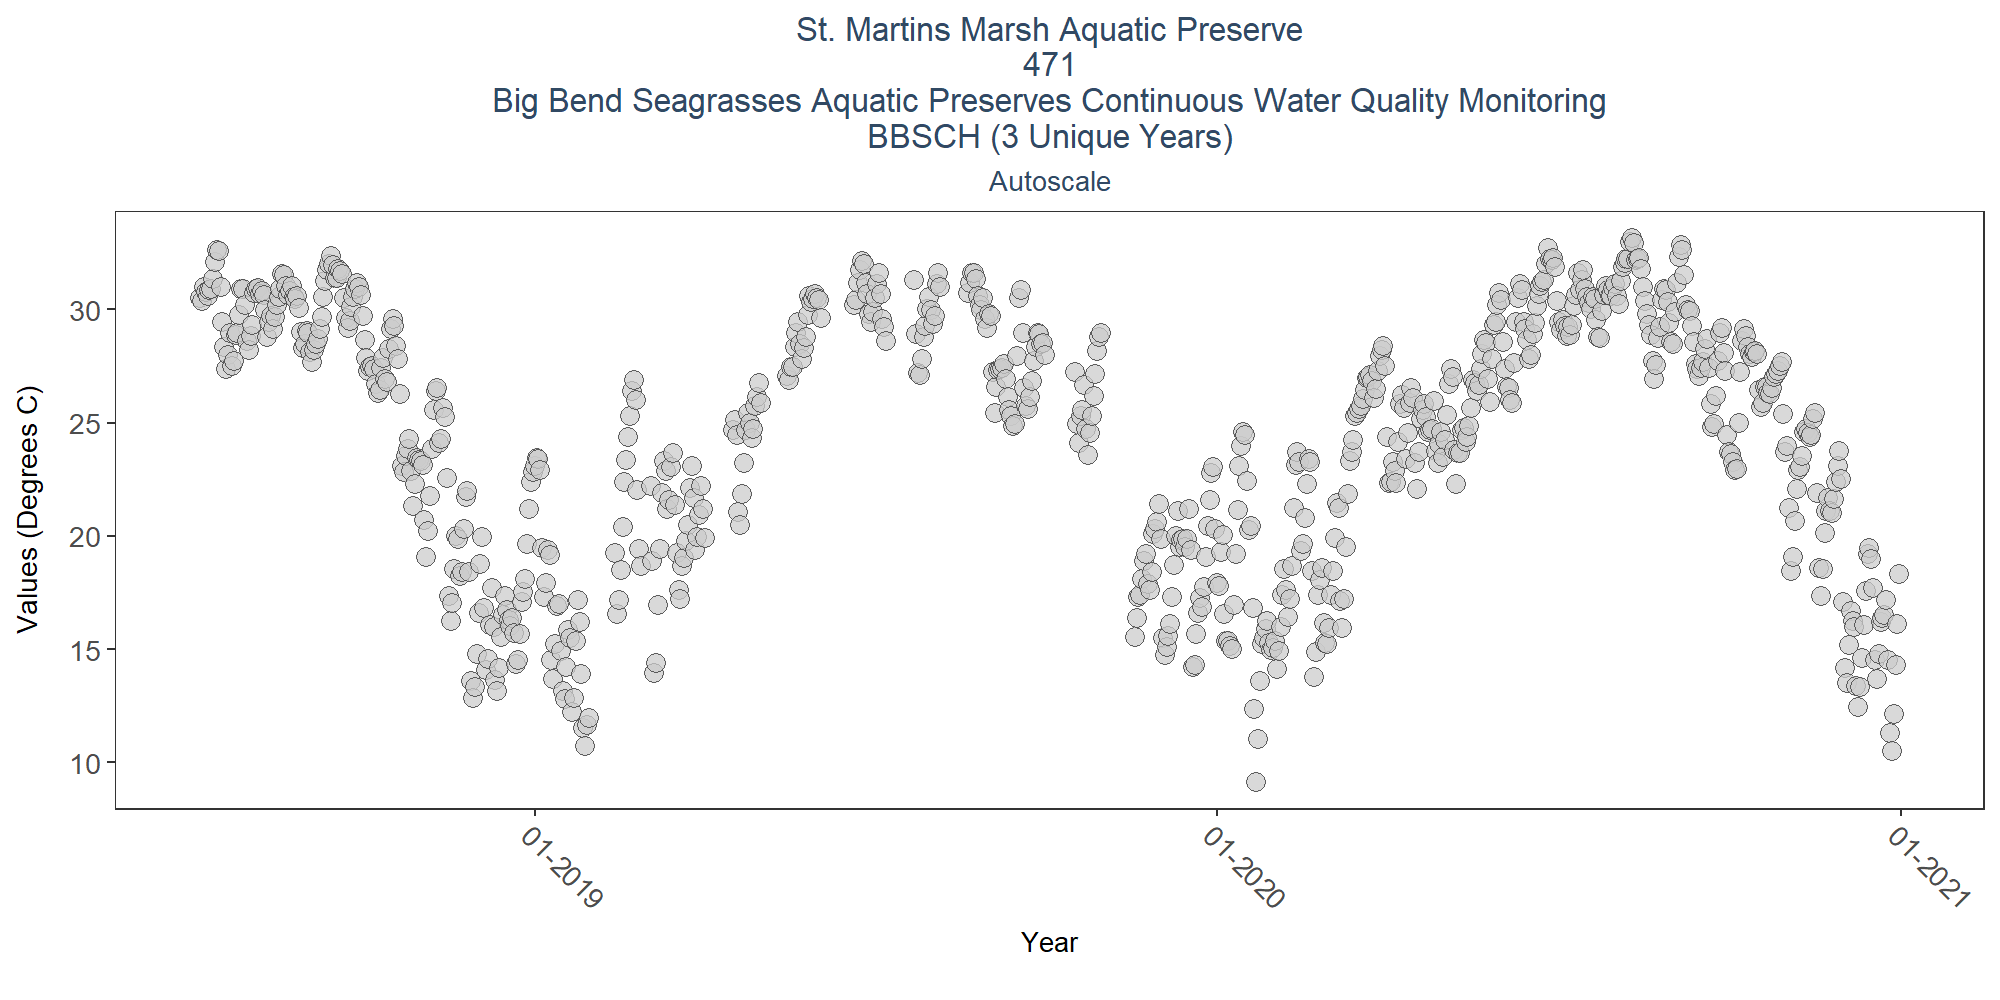 St. Martins Marsh Aquatic Preserve
471
Big Bend Seagrasses Aquatic Preserves Continuous Water Quality Monitoring
BBSCH (3 Unique Years)
Autoscale
Values (Degrees C)
30
25
20
15
10
01-2019
01-2020
01-2021
Year